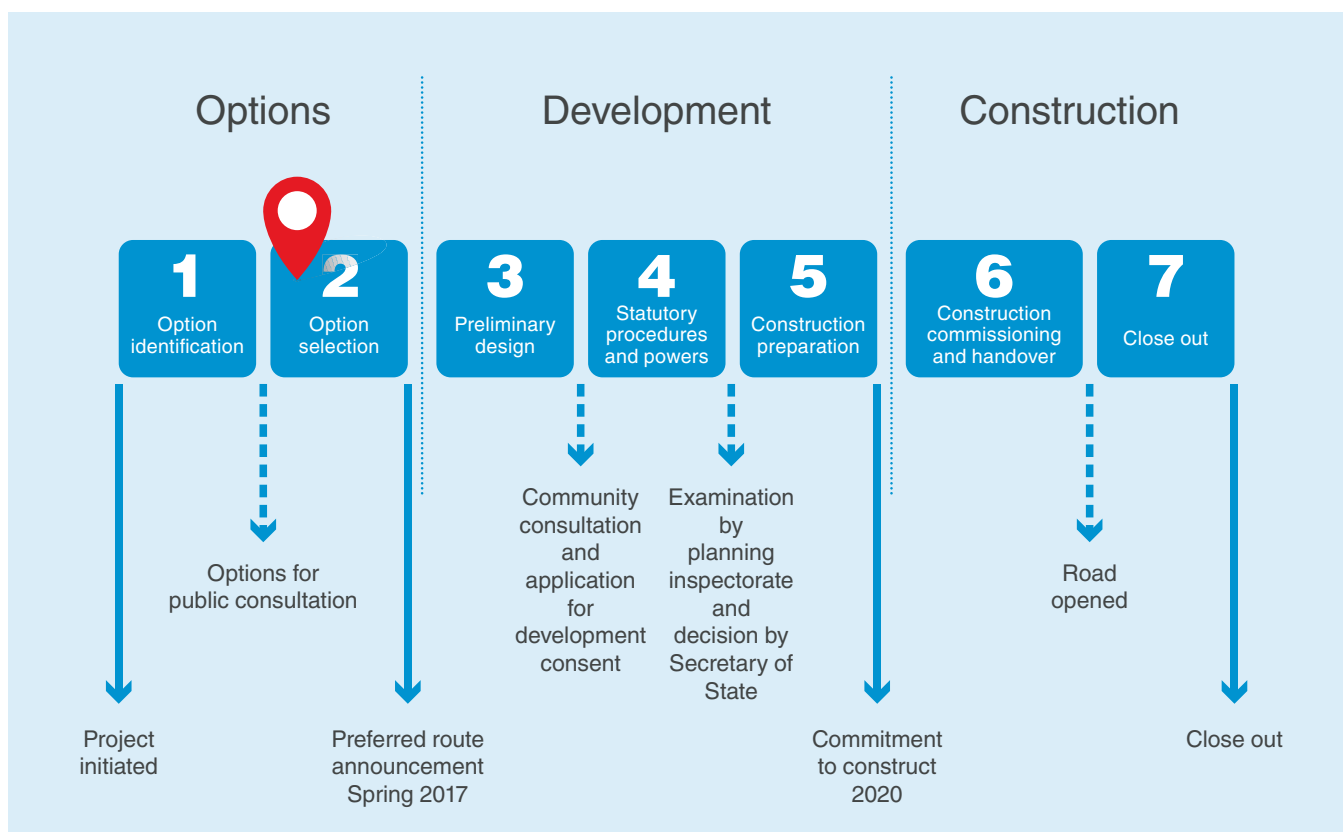 Options
Development
Construction
1
Option
identification
2
Option
selection
3
Preliminary
design
4
Statutory
procedures
and powers
5
Construction
preparation
6
Construction
commissioning
and handover
7
Close out
Project
initiated
Options for
public consultation
Preferred route
announcement
Spring 2017
Community
consultation
and
application
for
development
consent
Examination
by
planning
inspectorate
and
decision by
Secretary of
State
Commitment
to construct
2020
Road
opened
Close out